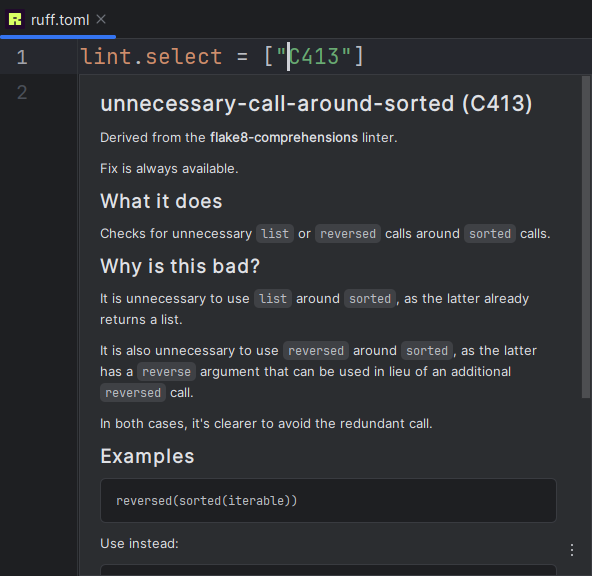 ruff.toml
1 lint.select = ["C413"]
2
unnecessary-call-around-sorted (C413)
Derived from the flake8-comprehensions linter.
Fix is always available.
What it does
Checks for unnecessary list or reversed calls around sorted calls.
Why is this bad?
It is unnecessary to use list around sorted, as the latter already
returns a list.
It is also unnecessary to use reversed around sorted, as the latter
has a reverse argument that can be used in lieu of an additional
reversed call.
In both cases, it's clearer to avoid the redundant call.
Examples
reversed(sorted(iterable))
Use instead: